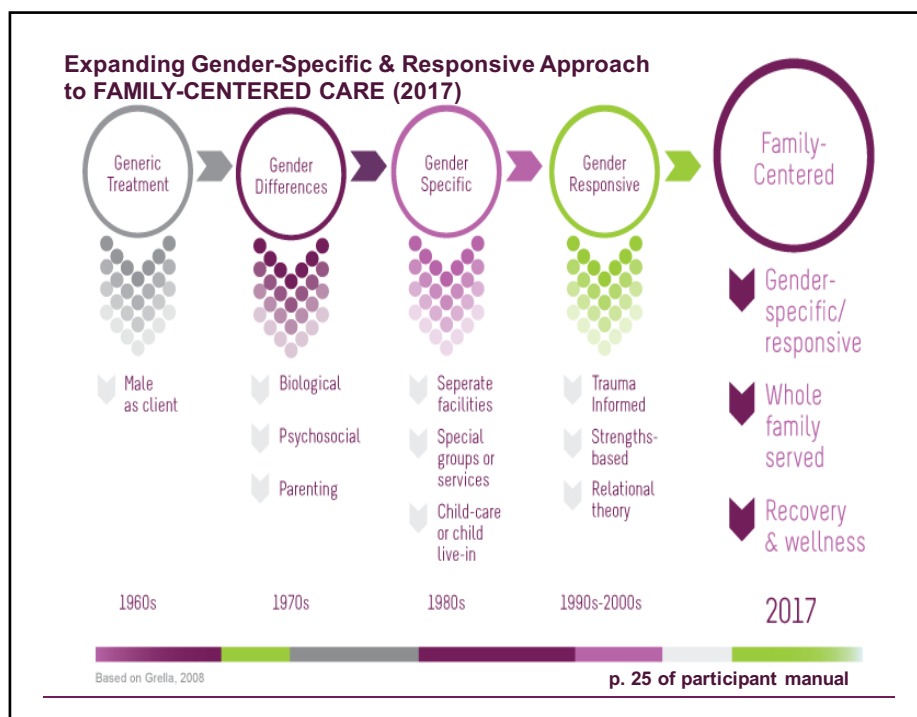 Expanding Gender-Specific & Responsive Approach
to FAMILY-CENTERED CARE (2017)
Generic
Treatment
Gender
Differences
Gender
Specific
Gender
Responsive
Family-
Centered
Male
as client
Biological
Psychosocial
Parenting
Seperate
facilities
Special
groups or
services
Child-care
or child
live-in
Trauma
Informed
Strengths-
based
Relational
theory
Gender-
specific/
responsive
Whole
family
served
Recovery
& wellness
1960s
1970s
1980s
1990s-2000s
2017
Based on Grella, 2008
p. 25 of participant manual